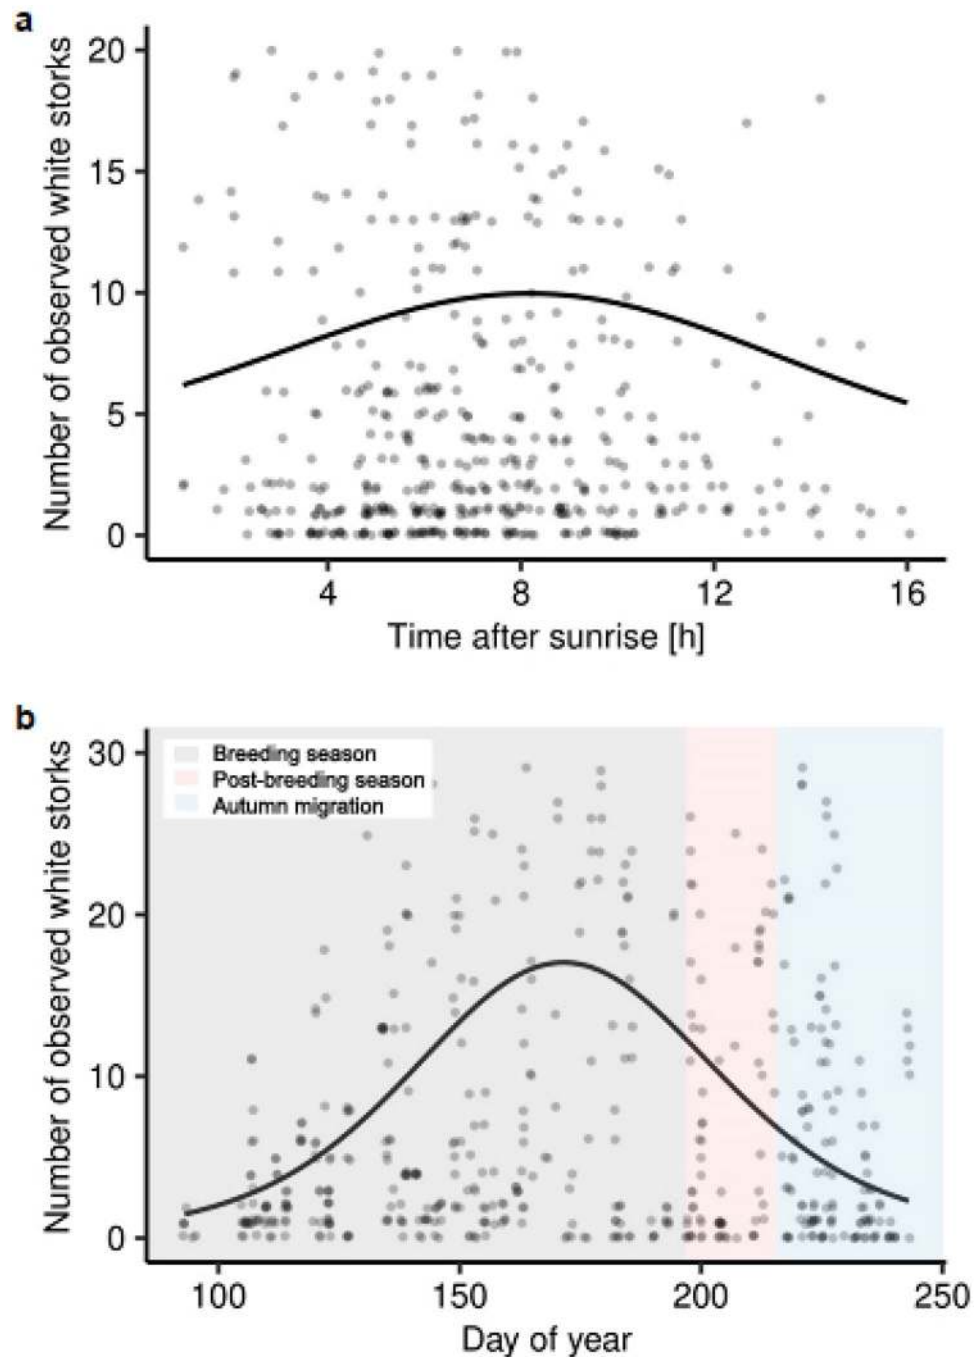 a
Number of observed white storks
20
15
10
5
0
4 8 12 16
Time after sunrise [h]
b
Number of observed white storks
30
20
10
0
Breeding season
Post-breeding season
Autumn migration
100 150 200 250
Day of year